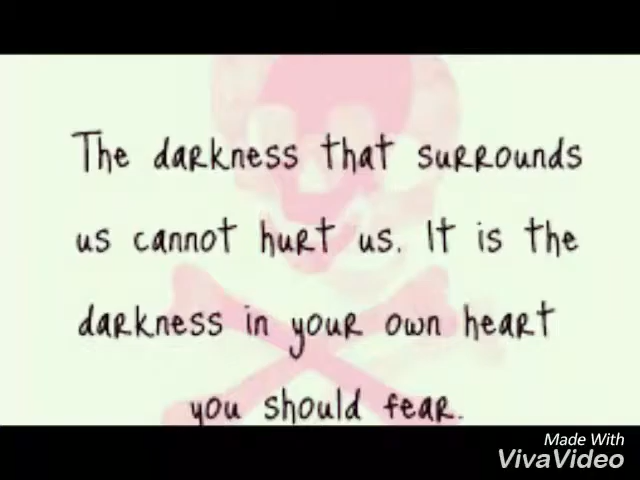 The darkness that surrounds
us cannot hurt us. It is the
darkness in your own heart
you should fear.
Made With
VivaVideo